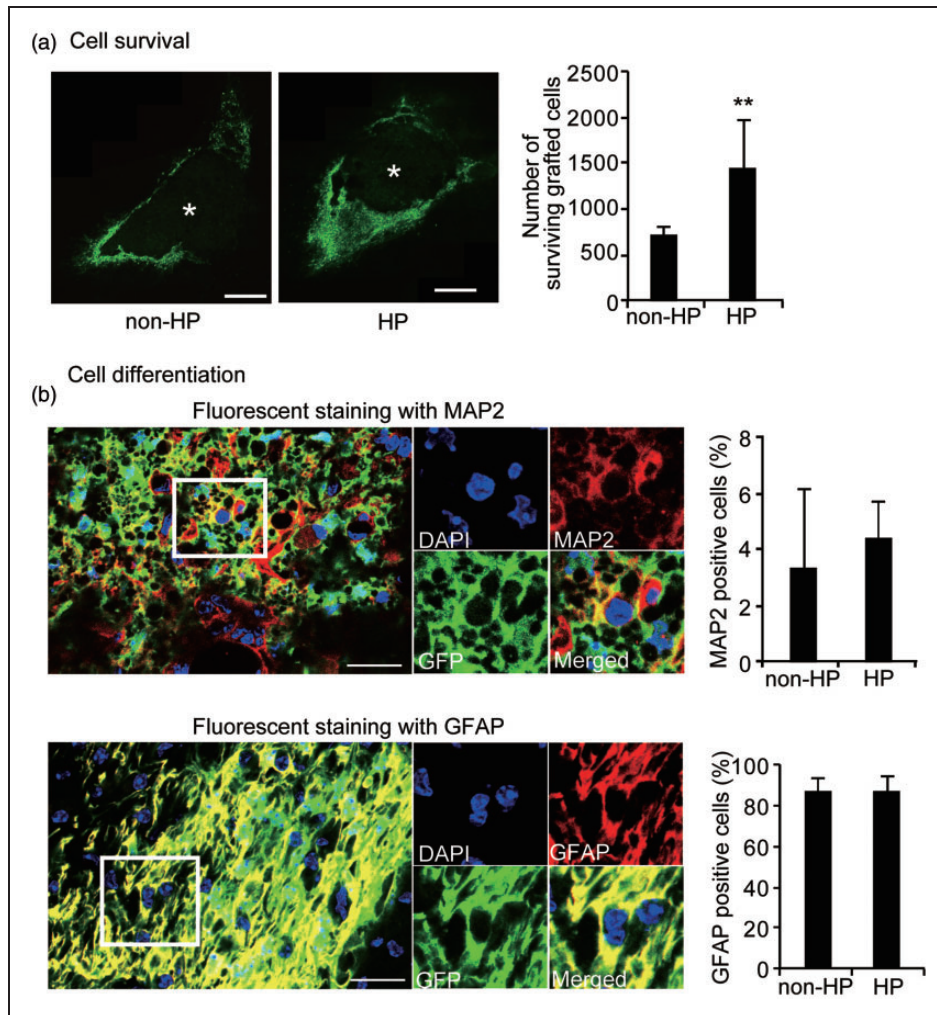 (a) Cell survival
*
*
non-HP
HP
Number of
surviving grafted cells
2500
2000
1500
1000
500
0
**
non-HP HP
Cell differentiation
(b)
Fluorescent staining with MAP2
DAPI
MAP2
GFP
Merged
MAP2 positive cells (%)
8
6
4
2
0
non-HP HP
Fluorescent staining with GFAP
DAPI
GFAP
GFP
Merged
GFAP positive cells (%)
100
80
60
40
20
0
non-HP HP